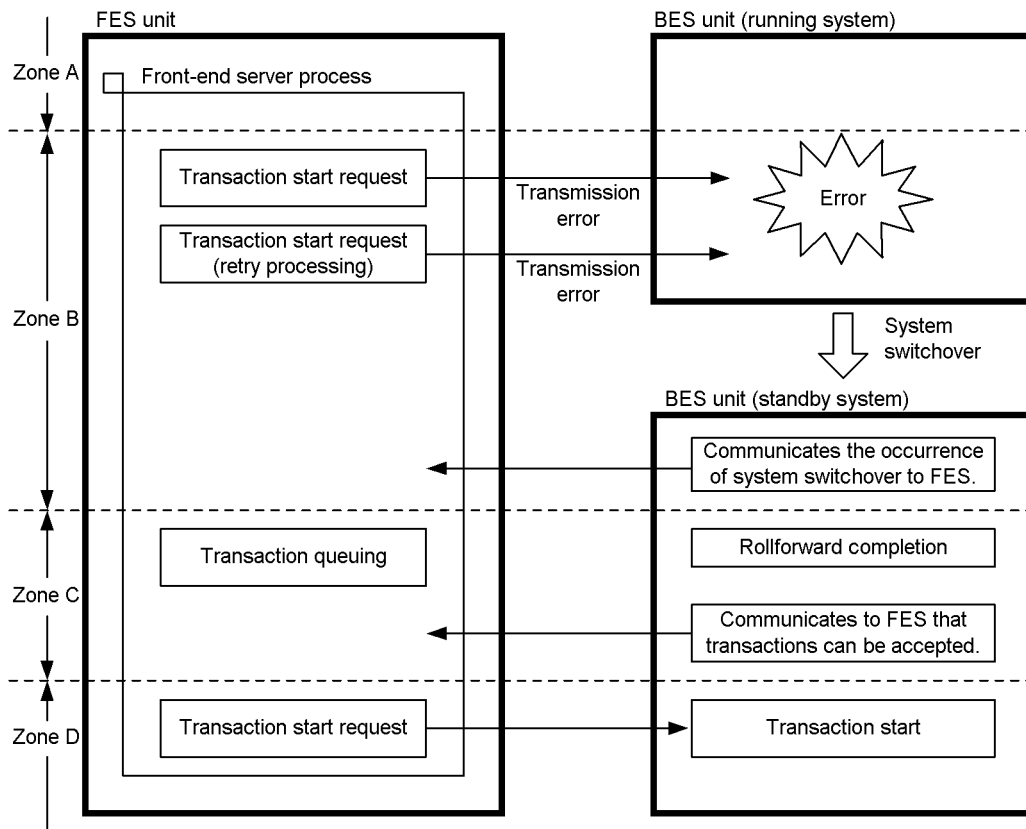 FES unit
BES unit (running system)
Zone A
Front-end server process
Transaction start request
Transmission
error
Error
Transaction start request
(retry processing)
Transmission
error
Zone B
System
switchover
BES unit (standby system)
Communicates the occurrence
of system switchover to FES.
Transaction queuing
Rollforward completion
Zone C
Communicates to FES that
transactions can be accepted.
Zone D
Transaction start request
Transaction start